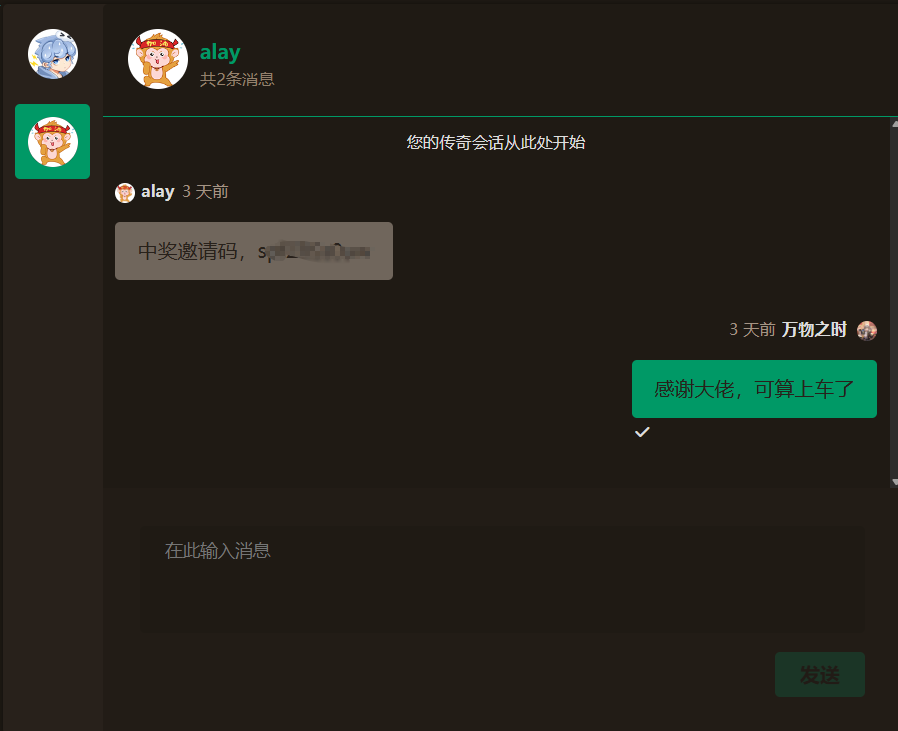 alay
共2条消息
您的传奇会话从此处开始
alay 3 天前
中奖邀请码，
3 天前 万物之时
感谢大佬，可算上车了
在此输入消息
发送